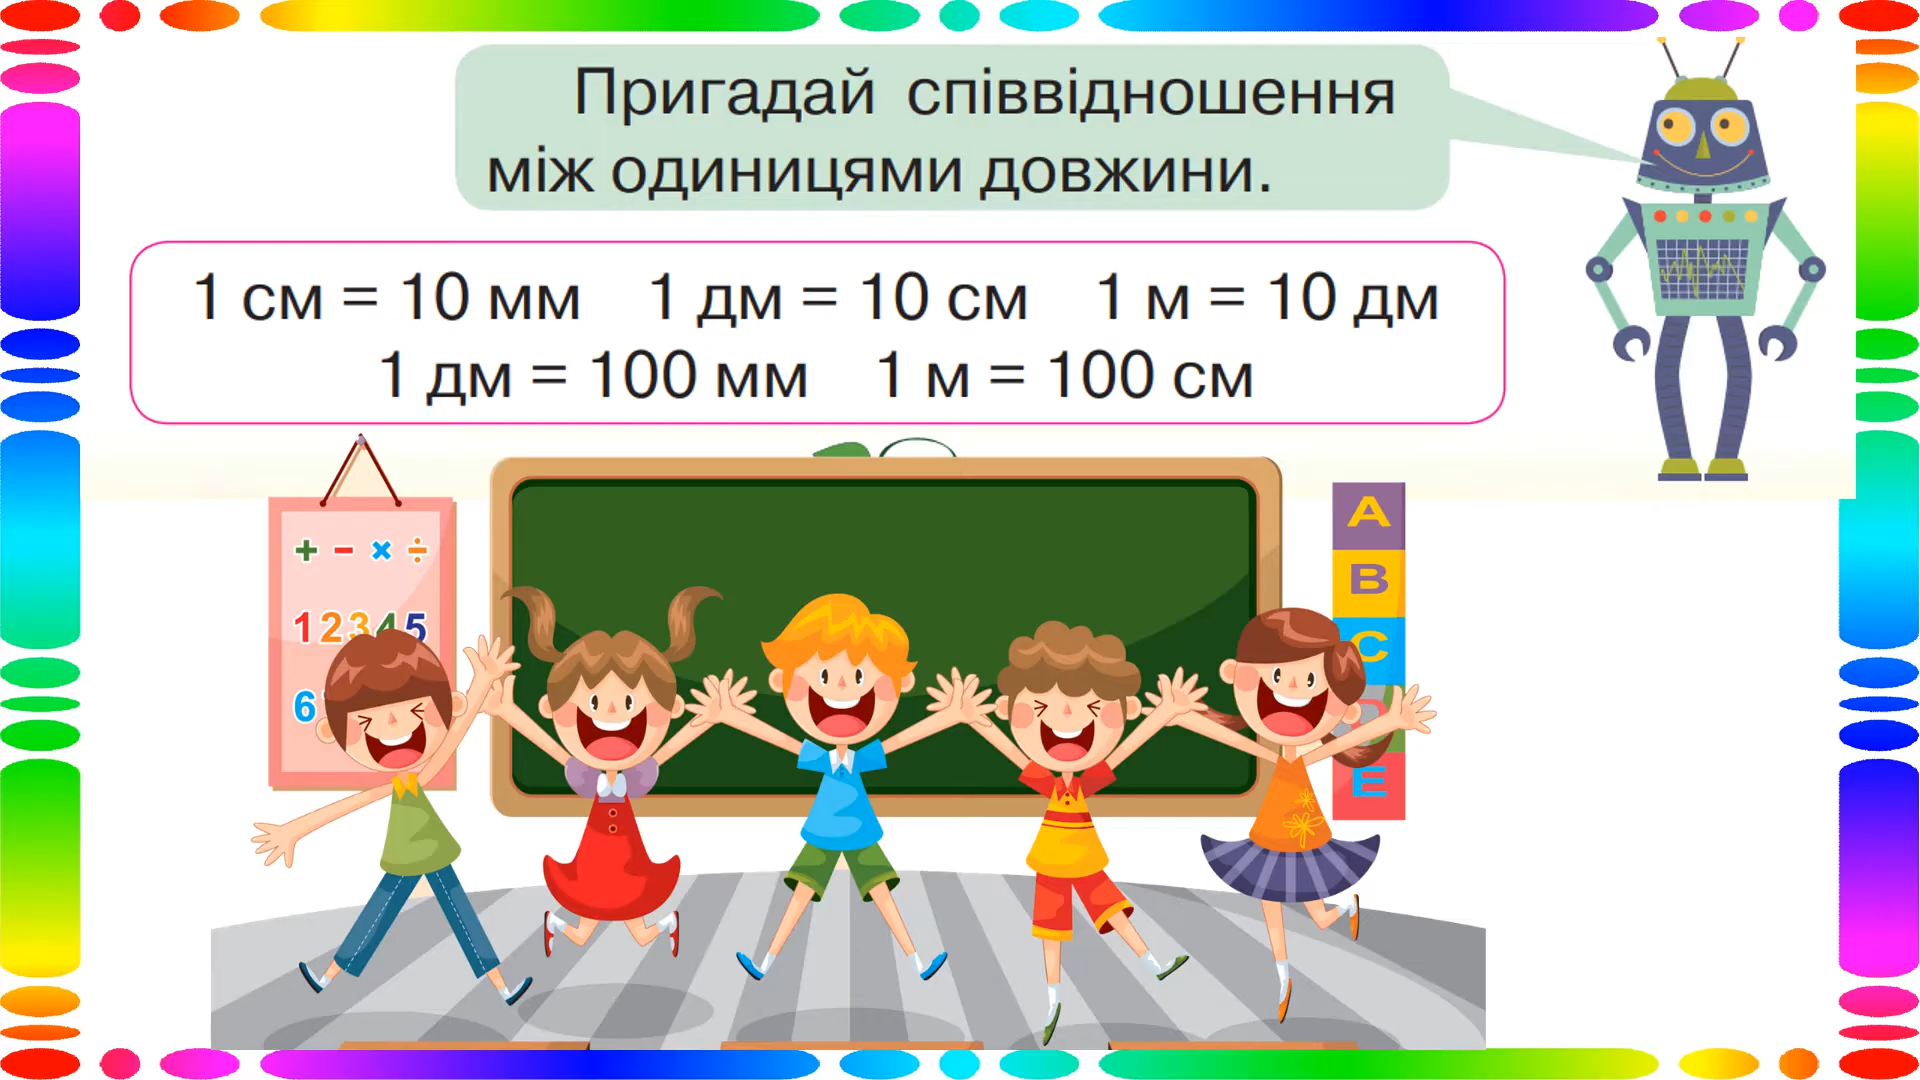 Пригадай співвідношення
між одиницями довжини.
1 см = 10 мм 1 дм = 10 см 1 м = 10 дм
1 дм = 100 мм 1 м = 100 см
+ − × ÷
12345
6
A
B
C
D
E